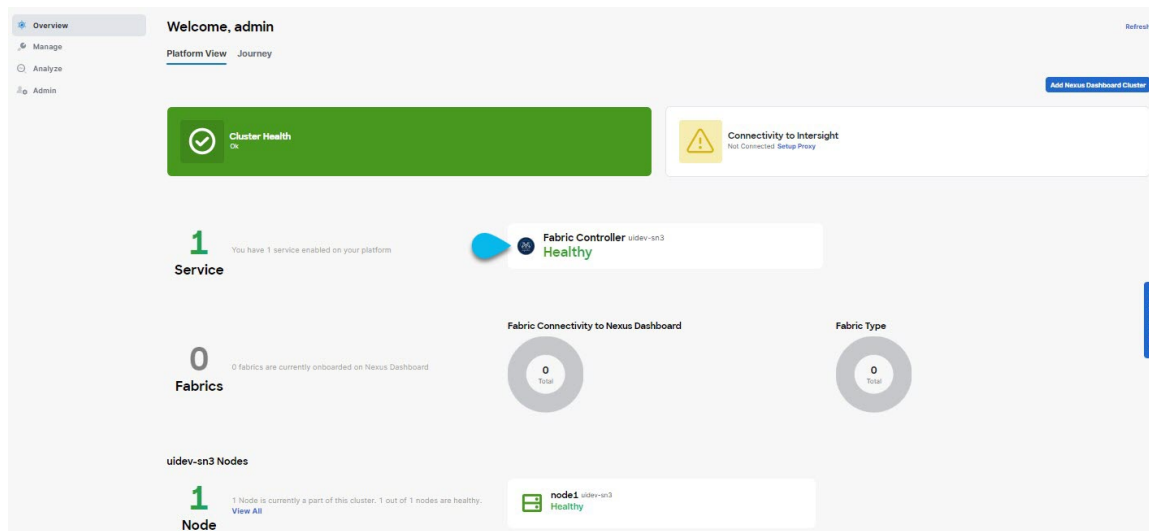 Overview
Manage
Analyze
Admin
Welcome, admin
Refresh
Platform View Journey
Add Nexus Dashboard Cluster
Cluster Health
Ok
Connectivity to Intersight
Not Connected Setup Proxy
1
Service
You have 1 service enabled on your platform
Fabric Controller uidev-sn3
Healthy
Fabric Connectivity to Nexus Dashboard
Fabric Type
0
Fabrics
0 fabrics are currently onboarded on Nexus Dashboard
0
Total
0
Total
uidev-sn3 Nodes
1
Node
1 Node is currently a part of this cluster. 1 out of 1 nodes are healthy.
View All
node1 uidev-sn3
Healthy